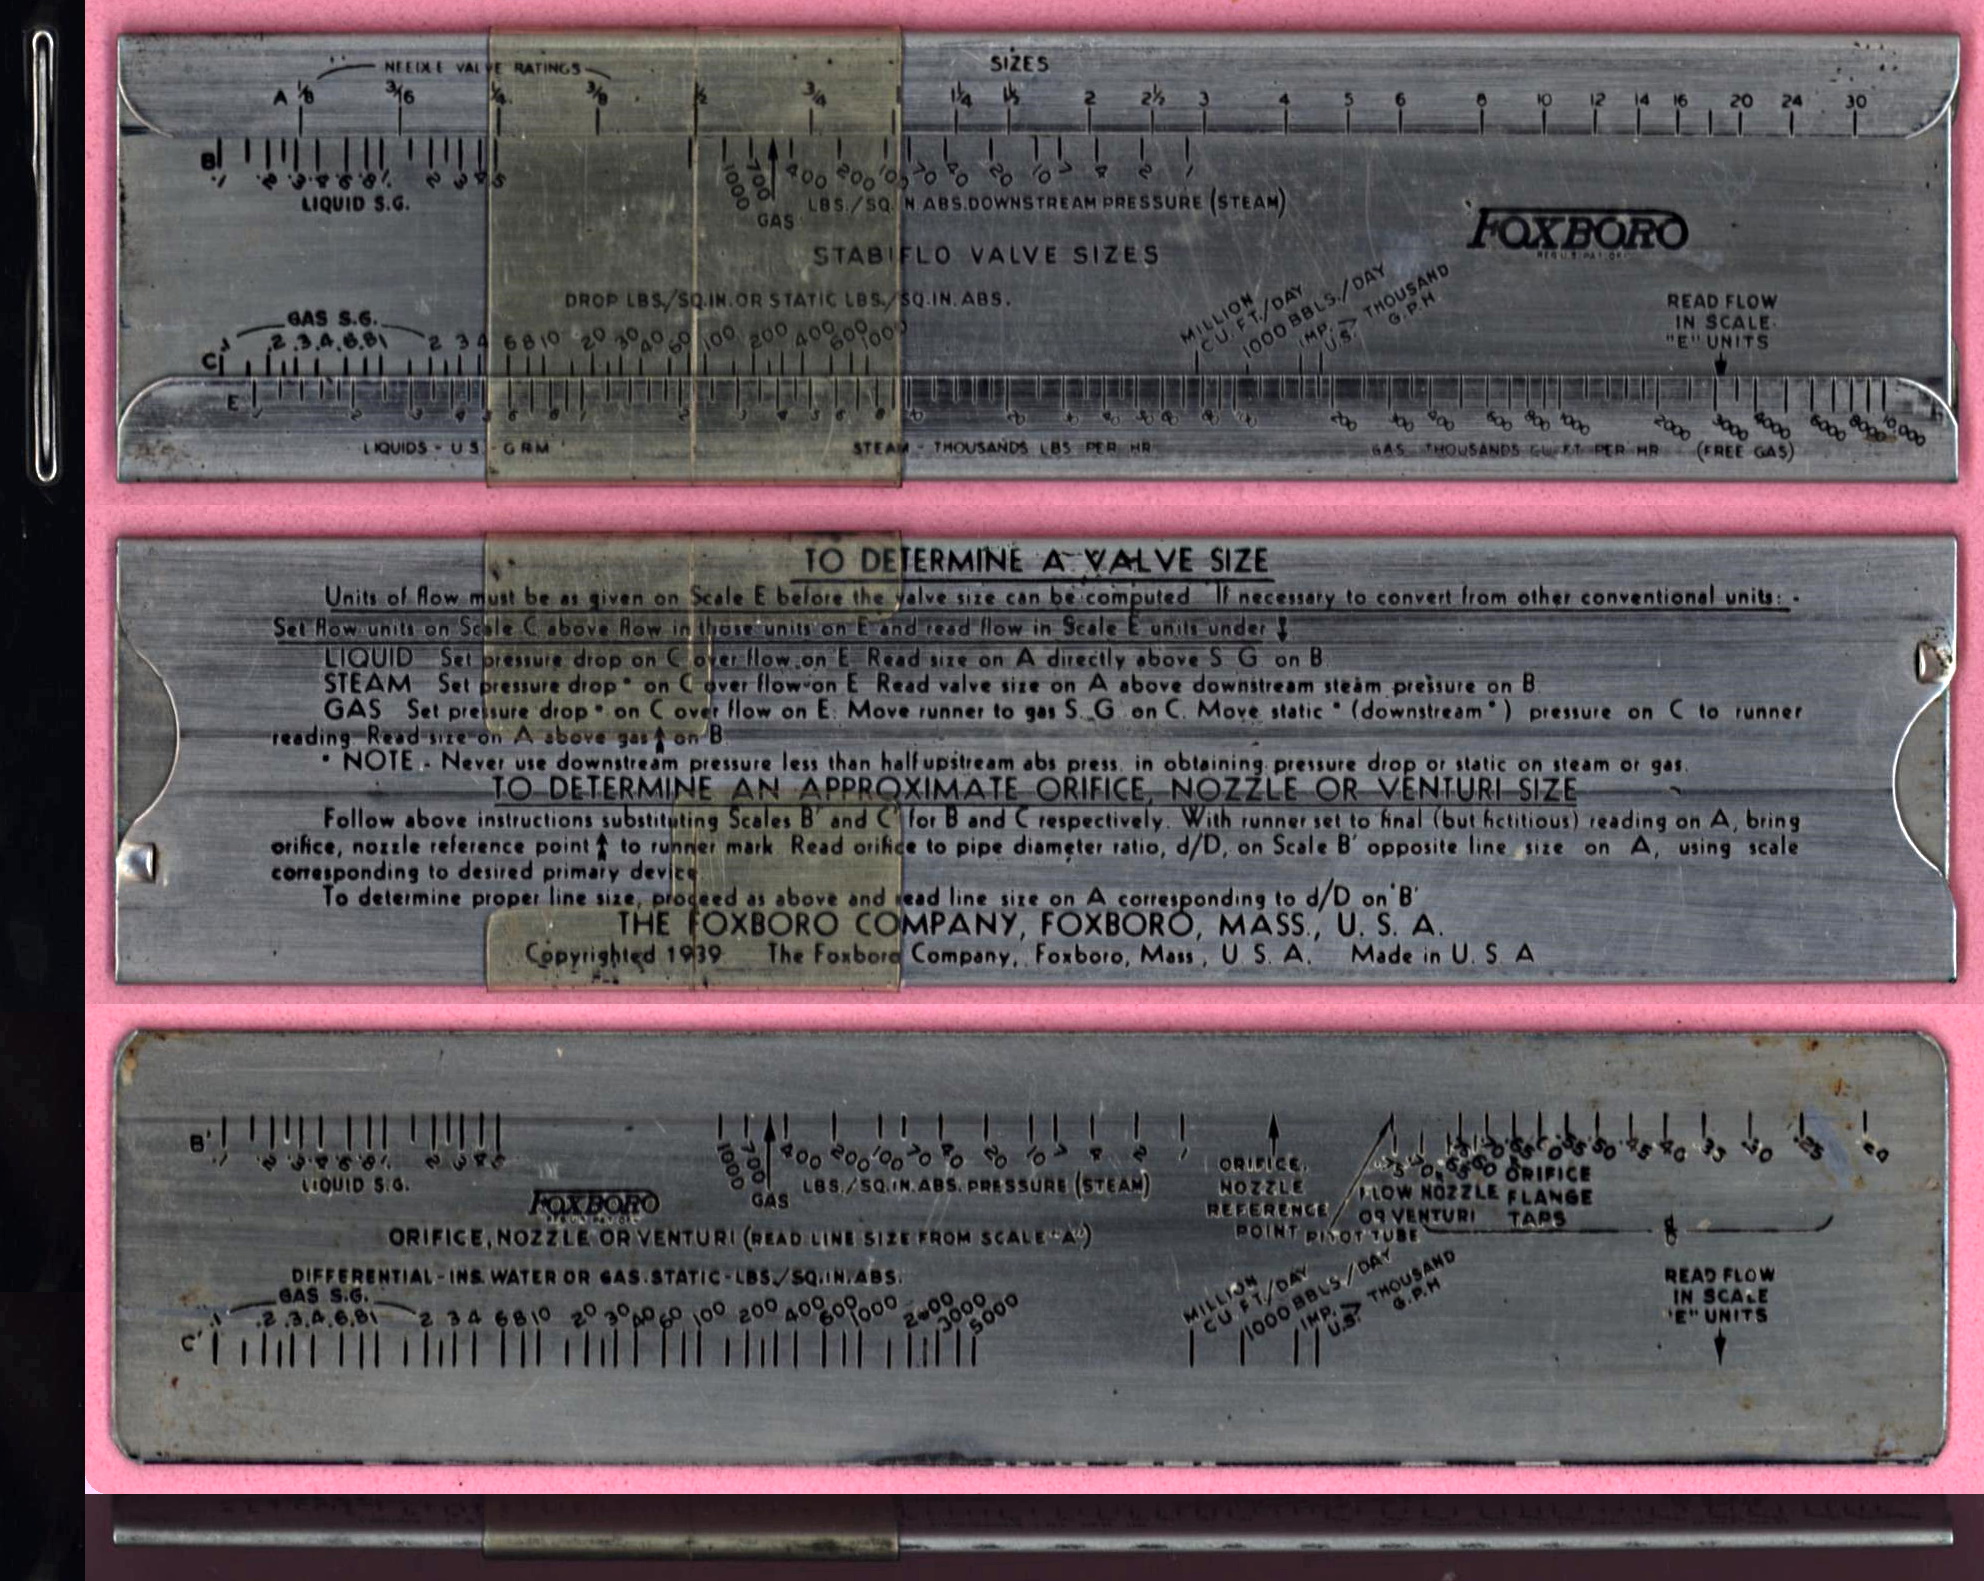 NEEDLE VALVE RATINGS
SIZES
A 1/8 3/16 1/4 3/8 1/2 3/4 1 1¼ 1½ 2 2½ 3 4 5 6 8 10 12 14 16 20 24 30
B .1 .2 .3 .4 .6 .8 1. 2 3 4 5 1000 700 400 200 100 70 40 20 10 7 4 2 1
LIQUID S.G.
GAS
LBS./SQ.IN.ABS.DOWNSTREAM PRESSURE (STEAM)
FOXBORO
STABIFLO VALVE SIZES
DROP LBS./SQ.IN.OR STATIC LBS./SQ.IN.ABS.
MILLION CU.FT./DAY
1000 BBLS./DAY
IMP. > THOUSAND
U.S. G.P.H
READ FLOW
IN SCALE
"E" UNITS
GAS S.G.
C .1 .2 .3 .4 .6 .8 1 2 3 4 6 8 10 20 30 40 60 100 200 400 600 1000
E
LIQUIDS - U.S. - G.P.M
STEAM - THOUSANDS LBS PER HR
GAS THOUSANDS CU. FT. PER HR (FREE GAS)
TO DETERMINE A VALVE SIZE
Units of flow must be as given on Scale E before the valve size can be computed If necessary to convert from other conventional units: -
Set flow units on Scale C above flow in those units on E and read flow in Scale E units under ↓
LIQUID Set pressure drop on C over flow on E. Read size on A directly above S G on B
STEAM Set pressure drop* on C over flow on E Read valve size on A above downstream steam pressure on B
GAS Set pressure drop* on C over flow on E. Move runner to gas S. G on C. Move static * (downstream*) pressure on C to runner
reading. Read size on A above gas ↑ on B
* NOTE - Never use downstream pressure less than half upstream abs press. in obtaining pressure drop or static on steam or gas.
TO DETERMINE AN APPROXIMATE ORIFICE, NOZZLE OR VENTURI SIZE
Follow above instructions substituting Scales B' and C' for B and C respectively. With runner set to final (but fictitious) reading on A, bring
orifice, nozzle reference point ↑ to runner mark Read orifice to pipe diameter ratio, d/D, on Scale B' opposite line size on A, using scale
corresponding to desired primary device
To determine proper line size, proceed as above and read line size on A corresponding to d/D on B'
THE FOXBORO COMPANY, FOXBORO, MASS., U. S. A.
Copyrighted 1939 The Foxboro Company, Foxboro, Mass, U S. A. Made in U. S A
B' .1 .2 .3 .4 .6 .8 1. 2 3 4 5 1000 700 400 200 100 70 40 20 10 7 4 2 1
LIQUID S.G.
GAS
LBS./SQ.IN.ABS.PRESSURE (STEAM)
ORIFICE,
NOZZLE
REFERENCE
POINT
PITOT TUBE
FLOW NOZZLE
OR VENTURI
ORIFICE
FLANGE
TAPS
FOXBORO
ORIFICE, NOZZLE OR VENTURI (READ LINE SIZE FROM SCALE "A")
DIFFERENTIAL-INS. WATER OR GAS.STATIC-LBS./SQ.IN.ABS.
MILLION CU.FT./DAY
1000 BBLS./DAY
IMP. > THOUSAND
U.S. G.P.H
READ FLOW
IN SCALE
"E" UNITS
GAS S.G.
C' .1 .2 .3 .4 .6 .8 1 2 3 4 6 8 10 20 30 40 60 100 200 400 600 1000 2000 3000 5000